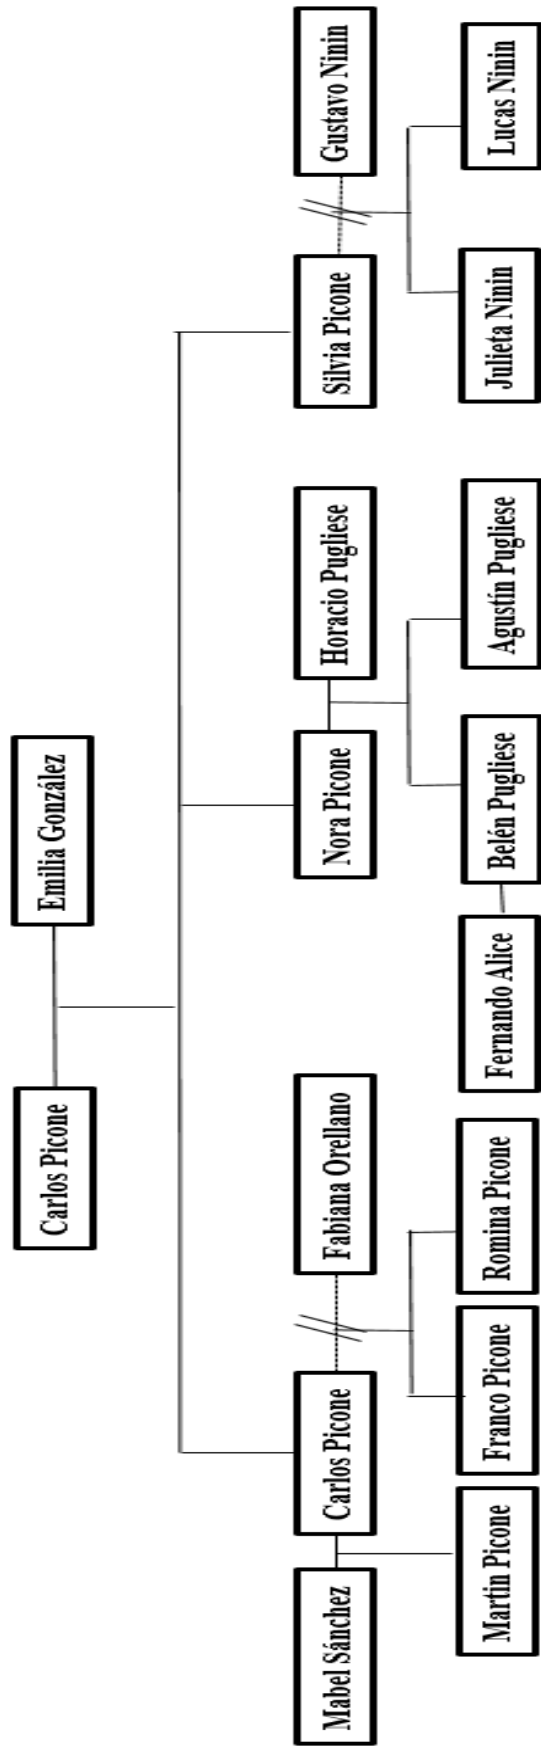 Carlos Picone
Emilia González
Mabel Sánchez
Carlos Picone
Fabiana Orellano
Nora Picone
Horacio Pugliese
Silvia Picone
Gustavo Ninin
Martin Picone
Franco Picone
Romina Picone
Fernando Alice
Belén Pugliese
Agustín Pugliese
Julieta Ninin
Lucas Ninin